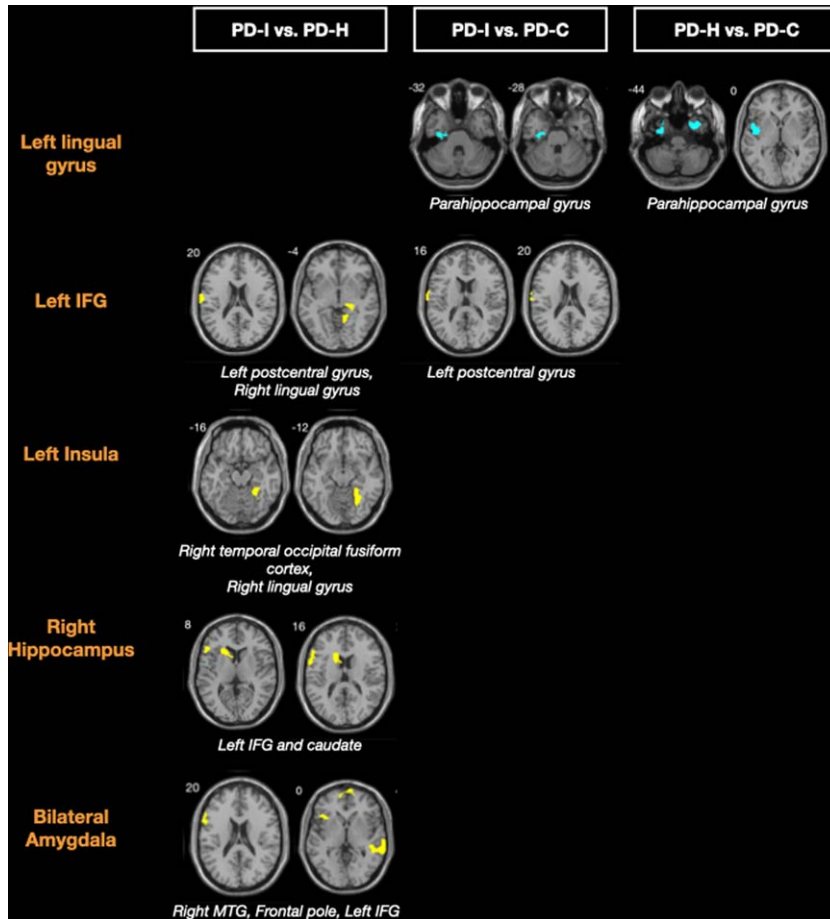 PD-I vs. PD-H
PD-I vs. PD-C
PD-H vs. PD-C
Left lingual
gyrus
-32
-28
-44
0
Parahippocampal gyrus
Parahippocampal gyrus
Left IFG
20
-4
16
20
Left postcentral gyrus,
Right lingual gyrus
Left postcentral gyrus
Left Insula
-16
-12
Right temporal occipital fusiform
cortex,
Right lingual gyrus
Right
Hippocampus
8
16
Left IFG and caudate
Bilateral
Amygdala
20
0
Right MTG, Frontal pole, Left IFG